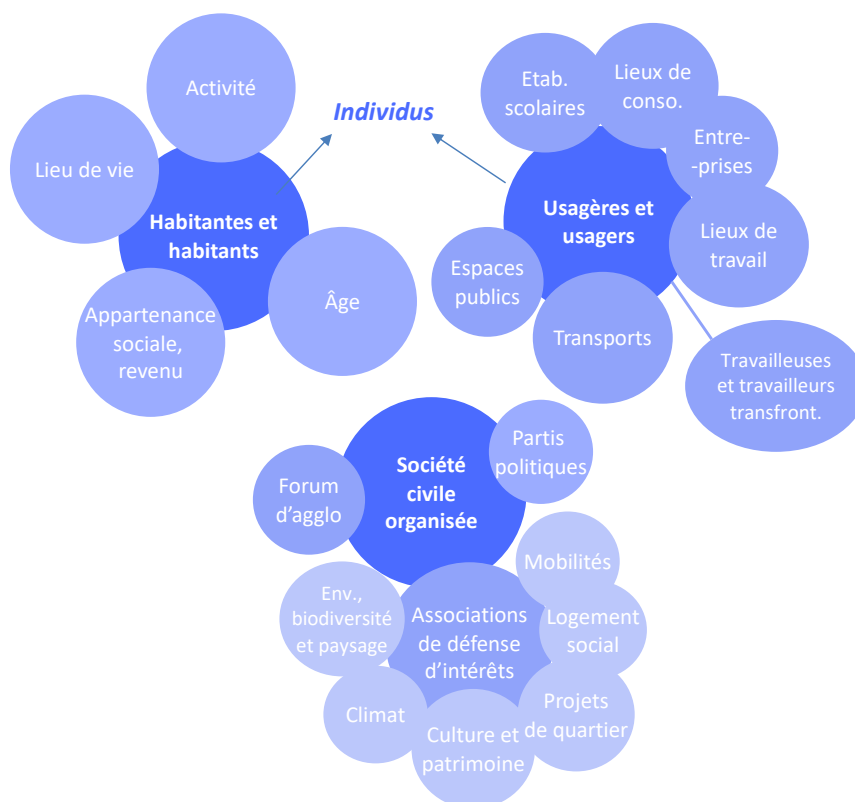 Activité
Lieu de vie
Habitantes et
habitants
Appartenance
sociale,
revenu
Âge
Individus
Etab.
scolaires
Lieux de
conso.
Entre-
-prises
Usagères et
usagers
Lieux de
travail
Espaces
publics
Transports
Travailleuses
et travailleurs
transfront.
Société
civile
organisée
Partis
politiques
Forum
d'agglo
Mobilités
Env.,
biodiversité
et paysage
Associations
de défense
d'intérêts
Logement
social
Climat
Culture et
patrimoine
Projets
de quartier